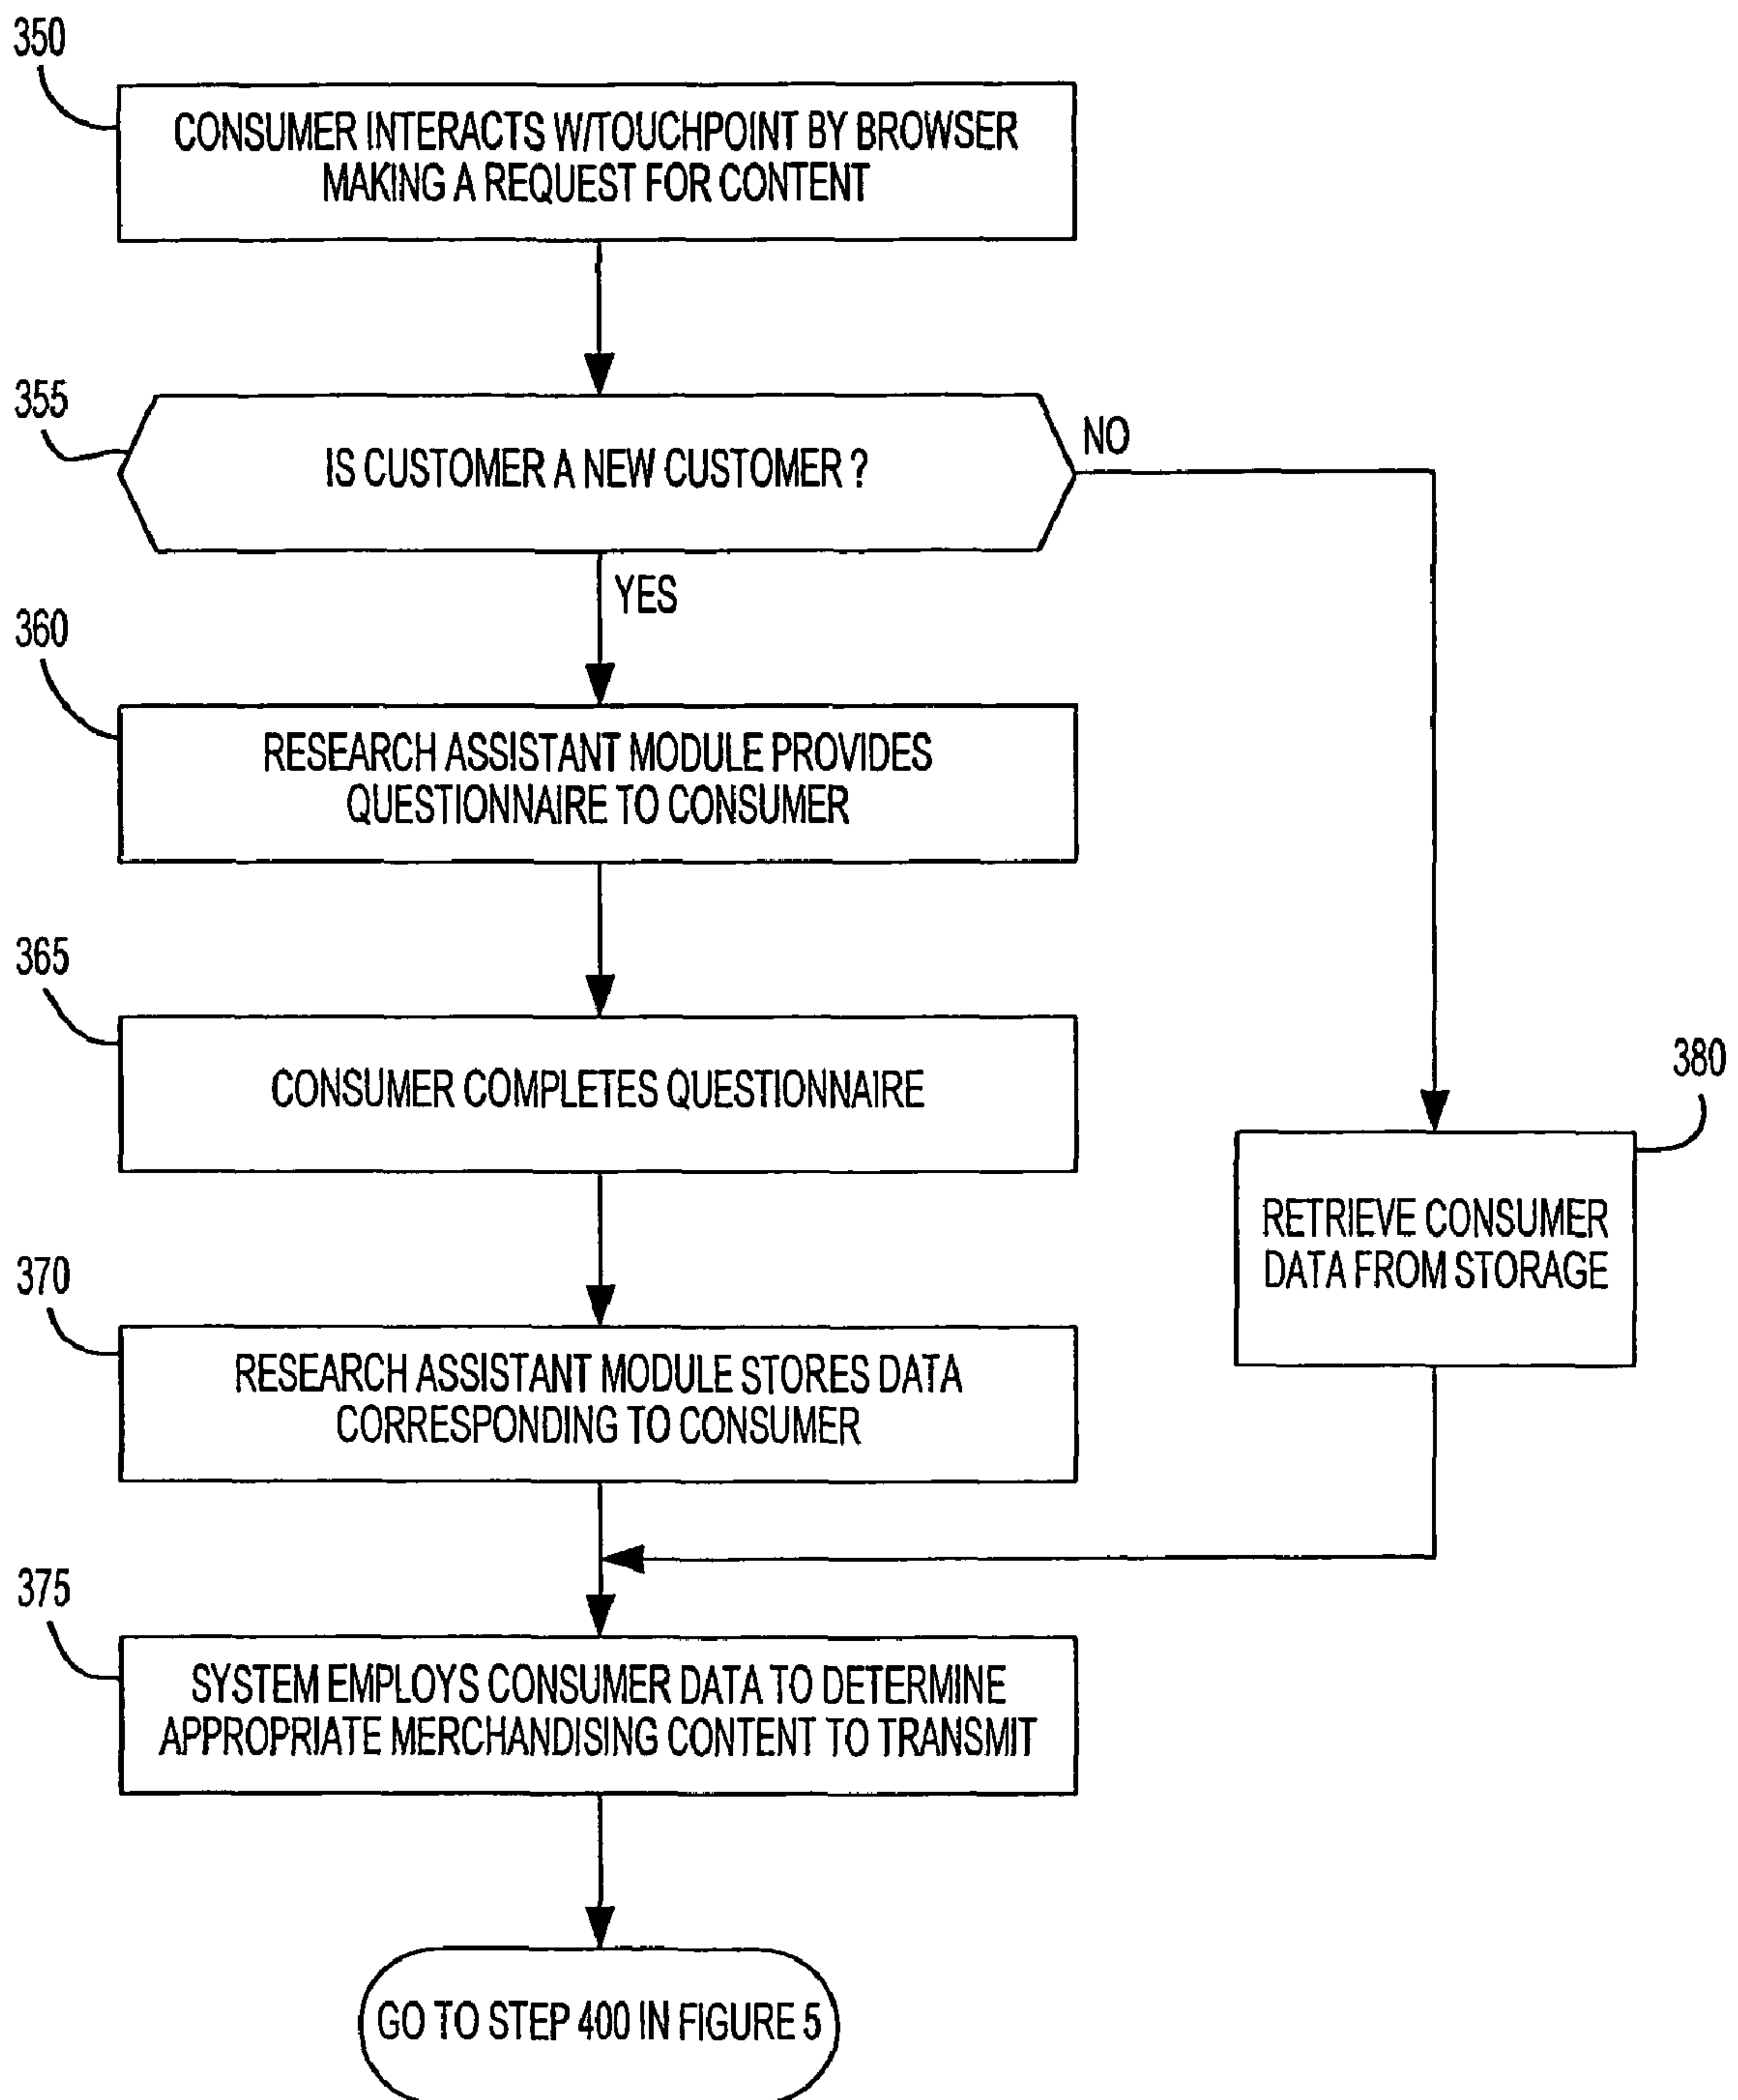 350
CONSUMER INTERACTS W/TOUCHPOINT BY BROWSER
MAKING A REQUEST FOR CONTENT
355
IS CUSTOMER A NEW CUSTOMER ?
NO
YES
360
RESEARCH ASSISTANT MODULE PROVIDES
QUESTIONNAIRE TO CONSUMER
365
CONSUMER COMPLETES QUESTIONNAIRE
380
RETRIEVE CONSUMER
DATA FROM STORAGE
370
RESEARCH ASSISTANT MODULE STORES DATA
CORRESPONDING TO CONSUMER
375
SYSTEM EMPLOYS CONSUMER DATA TO DETERMINE
APPROPRIATE MERCHANDISING CONTENT TO TRANSMIT
GO TO STEP 400 IN FIGURE 5